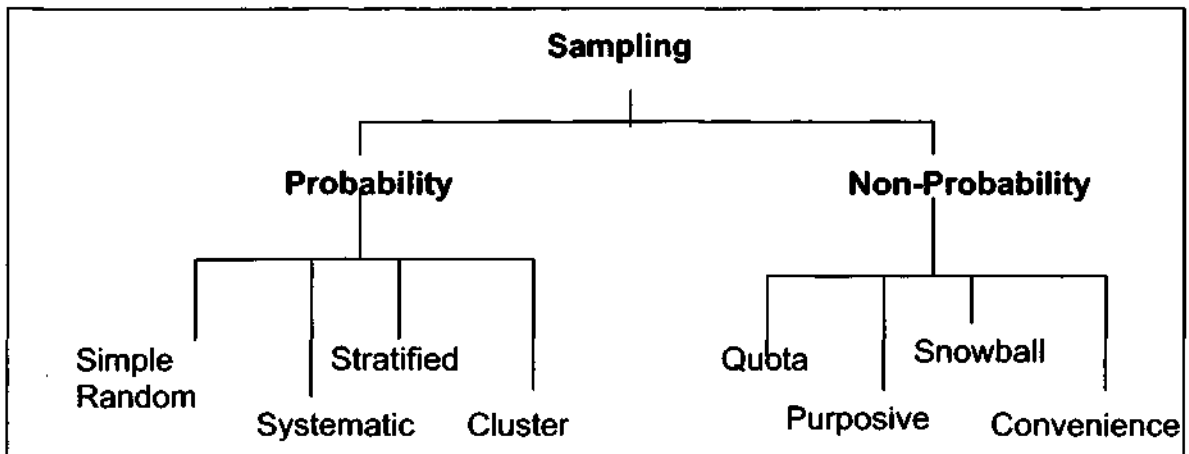 Sampling
Probability
Non-Probability
Simple
Random
Systematic
Stratified
Cluster
Quota
Purposive
Snowball
Convenience